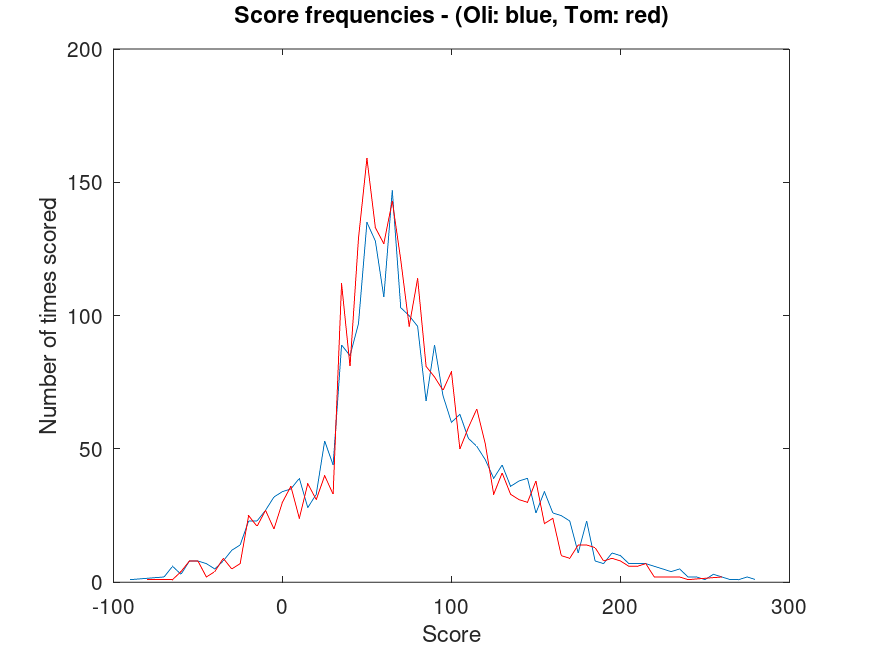 Score frequencies - (Oli: blue, Tom: red)
200
150
100
50
0
Number of times scored
-100 0 100 200 300
Score